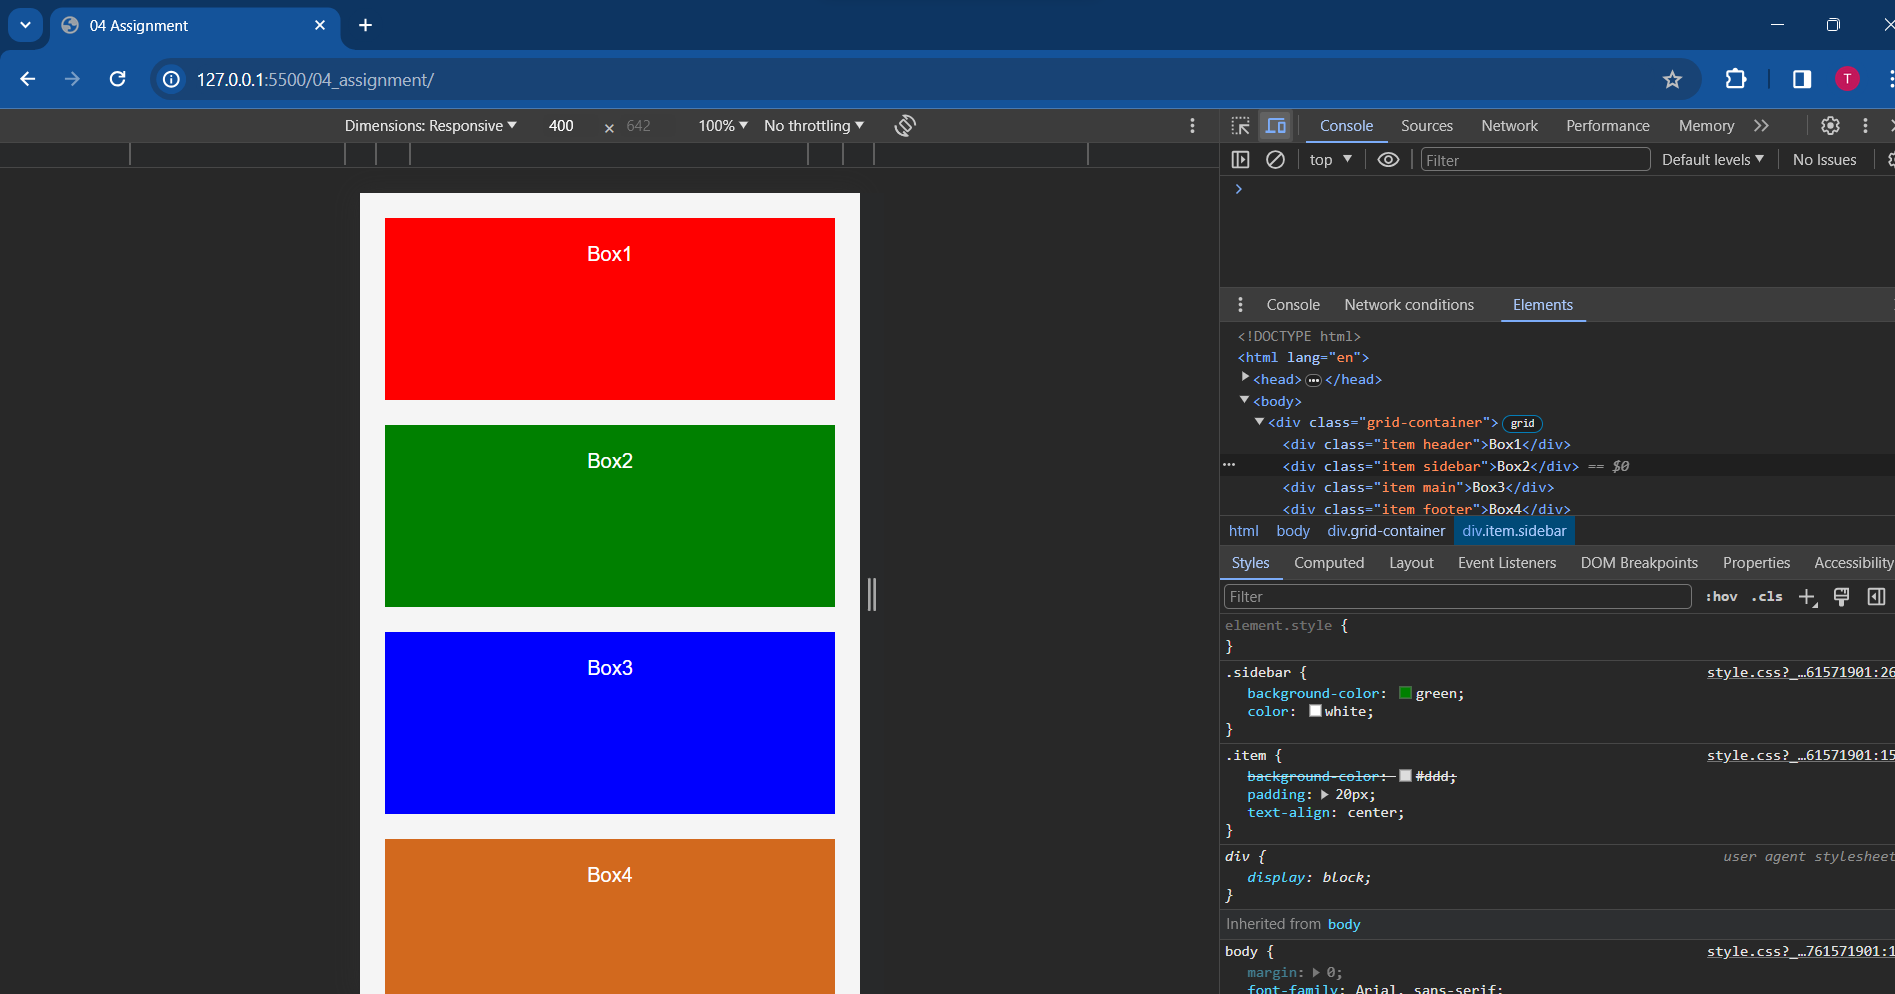 04 Assignment
127.0.0.1:5500/04_assignment/
T
Dimensions: Responsive 400 × 642 100% No throttling
Console Sources Network Performance Memory
top Filter Default levels No Issues
Box1
Box2
Box3
Box4
Console Network conditions Elements
<!DOCTYPE html>
<html lang="en">
<head>…</head>
<body>
<div class="grid-container"> grid
<div class="item header">Box1</div>
<div class="item sidebar">Box2</div> == $0
<div class="item main">Box3</div>
<div class="item footer">Box4</div>
html body div.grid-container div.item.sidebar
Styles Computed Layout Event Listeners DOM Breakpoints Properties Accessibility
Filter :hov .cls
element.style {
}
.sidebar { style.css?_…61571901:26
background-color: green;
color: white;
}
.item { style.css?_…61571901:15
background-color: #ddd;
padding: 20px;
text-align: center;
}
div { user agent stylesheet
display: block;
}
Inherited from body
body { style.css?_…761571901:1
margin: 0;
font-family: Arial, sans-serif;